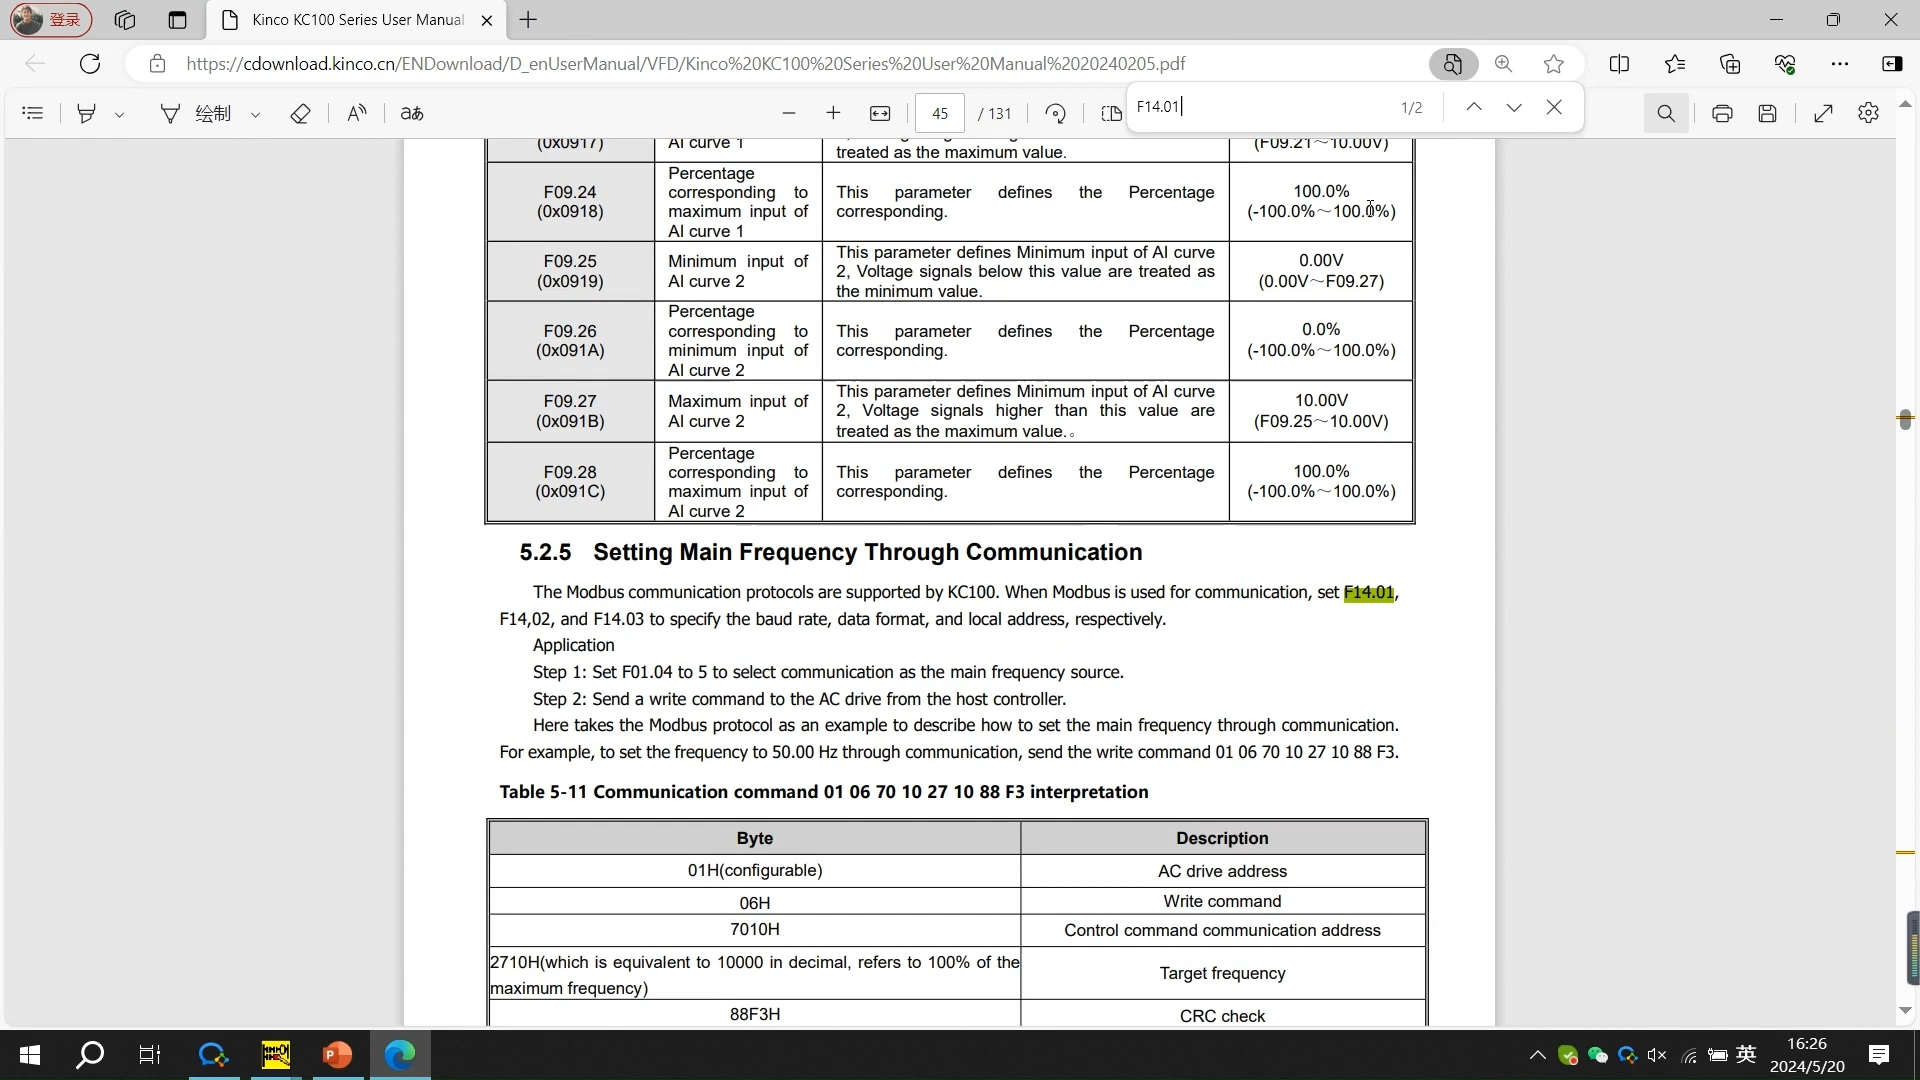 登录
Kinco KC100 Series User Manual
https://cdownload.kinco.cn/ENDownload/D_enUserManual/VFD/Kinco%20KC100%20Series%20User%20Manual%2020240205.pdf
绘制
A
aあ
45 / 131
F14.01
1/2
(0x0917)
AI curve 1
treated as the maximum value.
(F09.21～10.00V)
F09.24
(0x0918)
Percentage
corresponding to
maximum input of
AI curve 1
This parameter defines the Percentage
corresponding.
100.0%
(-100.0%～100.0%)
F09.25
(0x0919)
Minimum input of
AI curve 2
This parameter defines Minimum input of AI curve
2, Voltage signals below this value are treated as
the minimum value.
0.00V
(0.00V～F09.27)
F09.26
(0x091A)
Percentage
corresponding to
minimum input of
AI curve 2
This parameter defines the Percentage
corresponding.
0.0%
(-100.0%～100.0%)
F09.27
(0x091B)
Maximum input of
AI curve 2
This parameter defines Minimum input of AI curve
2, Voltage signals higher than this value are
treated as the maximum value.。
10.00V
(F09.25～10.00V)
F09.28
(0x091C)
Percentage
corresponding to
maximum input of
AI curve 2
This parameter defines the Percentage
corresponding.
100.0%
(-100.0%～100.0%)
5.2.5 Setting Main Frequency Through Communication
The Modbus communication protocols are supported by KC100. When Modbus is used for communication, set F14.01,
F14,02, and F14.03 to specify the baud rate, data format, and local address, respectively.
Application
Step 1: Set F01.04 to 5 to select communication as the main frequency source.
Step 2: Send a write command to the AC drive from the host controller.
Here takes the Modbus protocol as an example to describe how to set the main frequency through communication.
For example, to set the frequency to 50.00 Hz through communication, send the write command 01 06 70 10 27 10 88 F3.
Table 5-11 Communication command 01 06 70 10 27 10 88 F3 interpretation
Byte
Description
01H(configurable)
AC drive address
06H
Write command
7010H
Control command communication address
2710H(which is equivalent to 10000 in decimal, refers to 100% of the
maximum frequency)
Target frequency
88F3H
CRC check
英
16:26
2024/5/20